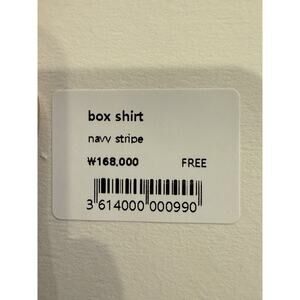 box shirt
navy stripe
₩168,000 FREE
3 614000 000990